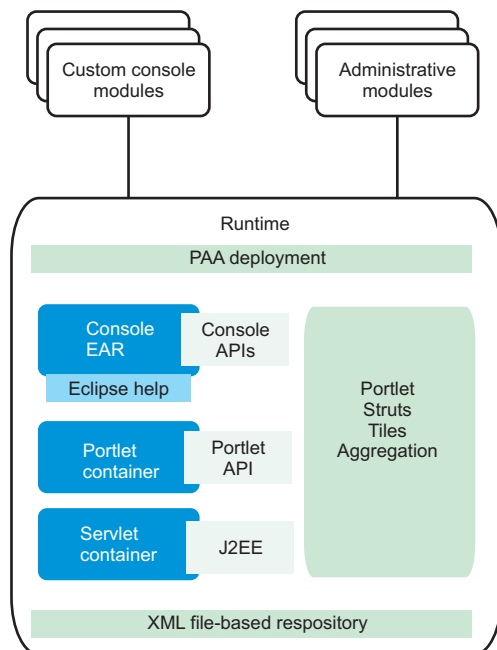 Custom console
modules
Administrative
modules
Runtime
PAA deployment
Console
EAR
Console
APIs
Eclipse help
Portlet
container
Portlet
API
Servlet
container
J2EE
Portlet
Struts
Tiles
Aggregation
XML file-based respository